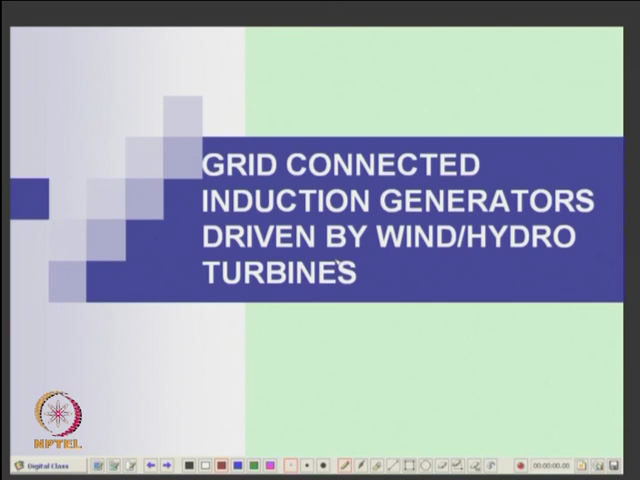 GRID CONNECTED
INDUCTION GENERATORS
DRIVEN BY WIND/HYDRO
TURBINES
NPTEL
Digital Class
00:00:00.00